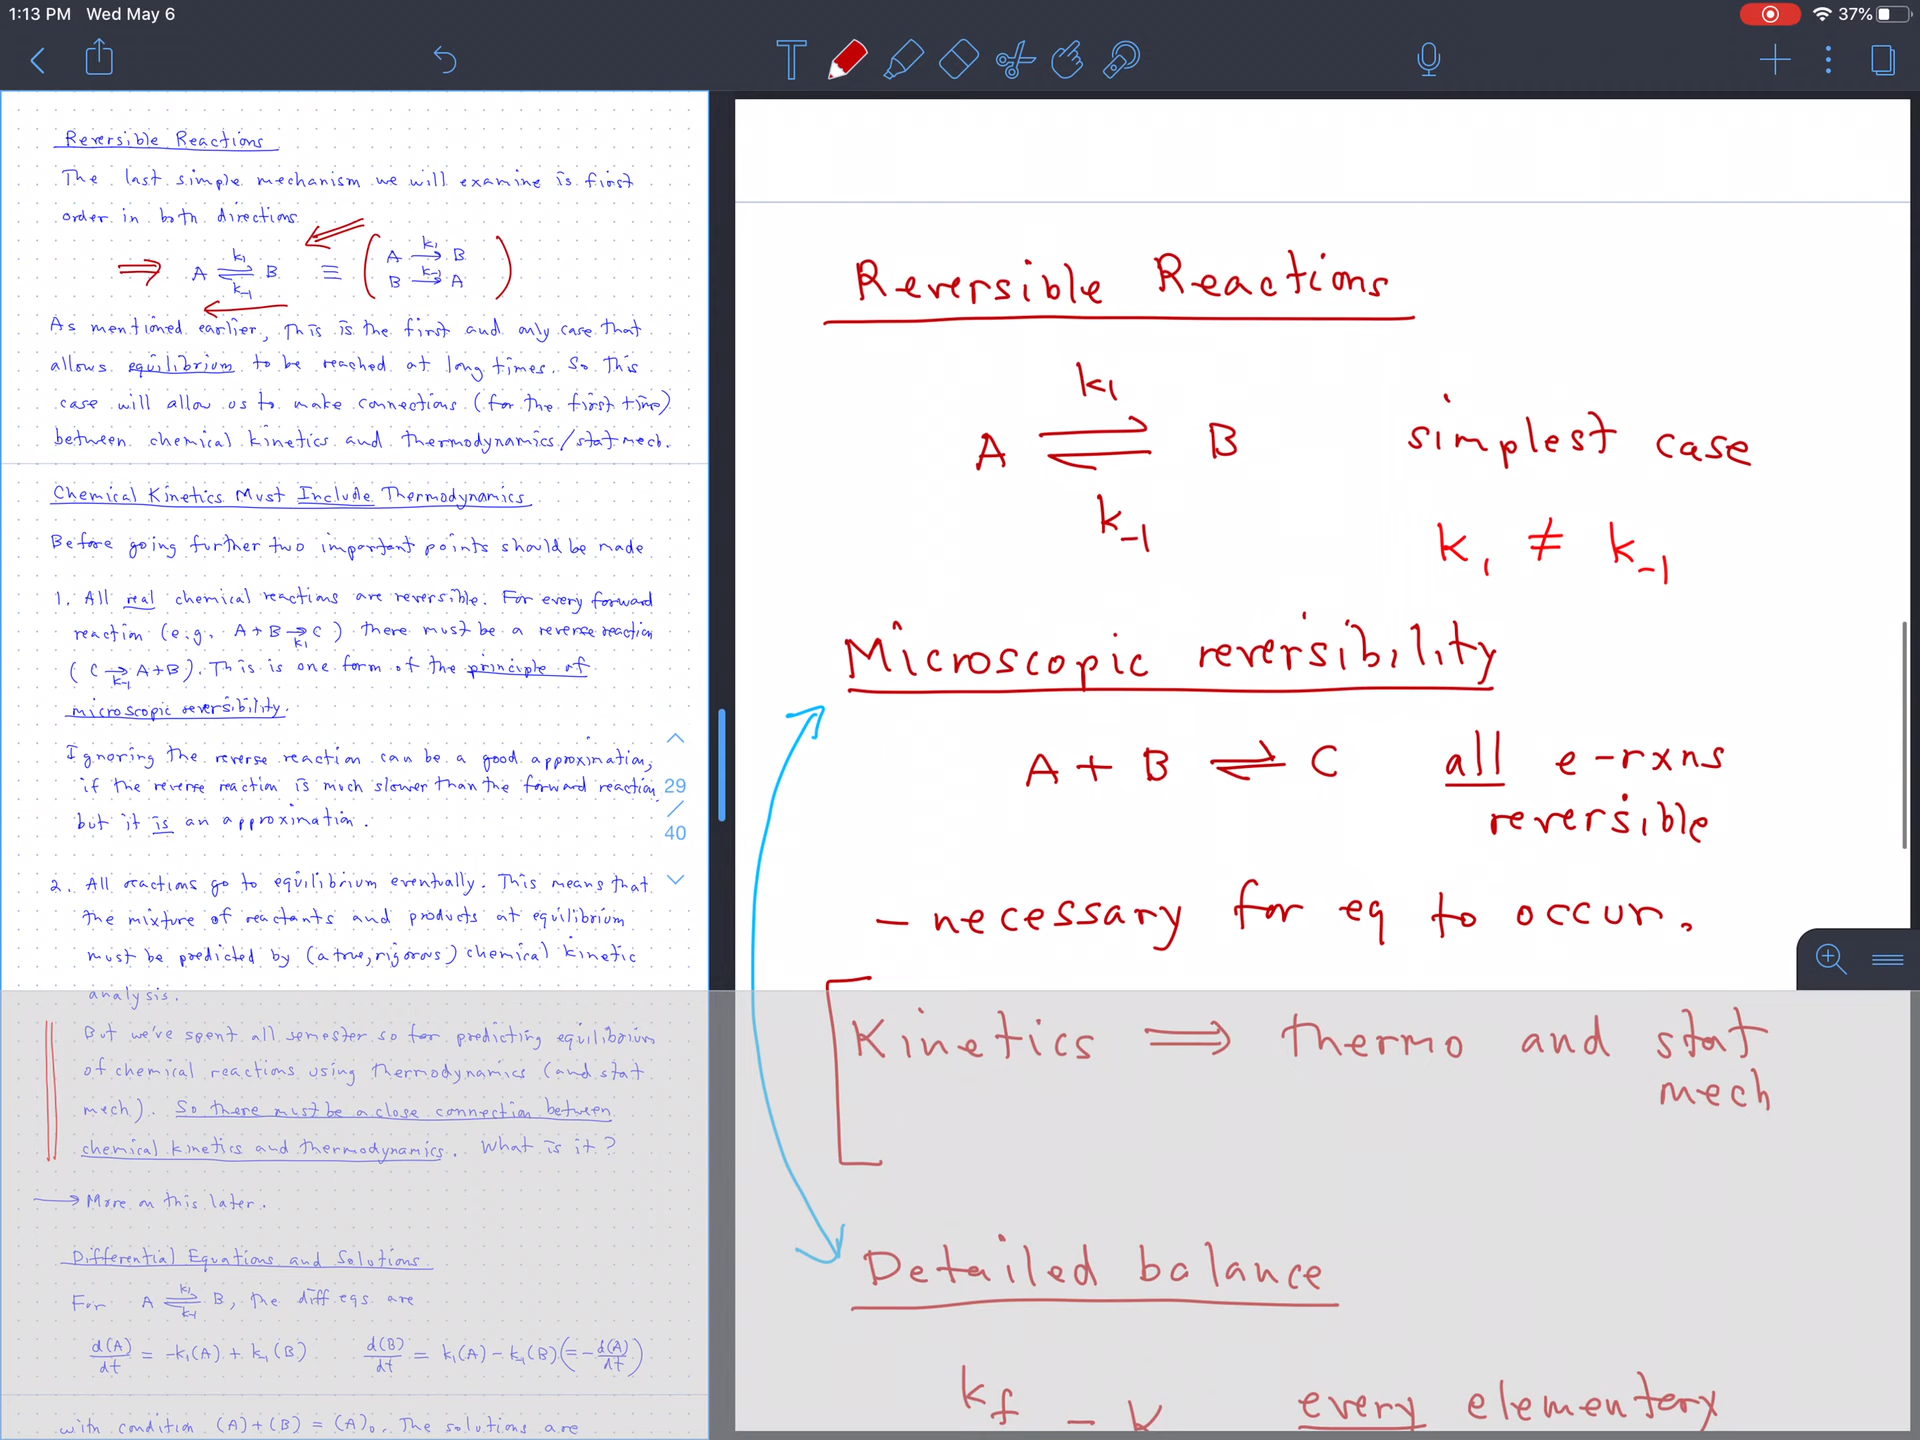 1:13 PM Wed May 6
37%
Reversible Reactions
The last simple mechanism we will examine is first
order in both directions.
⇒ A ⇌ B ≡ ( A → B
k₁ k₁
k₋₁ B → A )
k₋₁
As mentioned earlier, this is the first and only case that
allows equilibrium to be reached at long times. So this
case will allow us to make connections (for the first time)
between chemical kinetics and thermodynamics/stat mech.
Chemical Kinetics Must Include Thermodynamics
Before going further two important points should be made
1. All real chemical reactions are reversible. For every forward
reaction (e.g. A + B →k₁ C ) there must be a reverse reaction
( C →k₋₁ A+B). This is one form of the principle of
microscopic reversibility.
Ignoring the reverse reaction can be a good approximation,
if the reverse reaction is much slower than the forward reaction,
but it is an approximation.
29
/
40
2. All reactions go to equilibrium eventually. This means that
the mixture of reactants and products at equilibrium
must be predicted by (a true, rigorous) chemical kinetic
analysis.
But we've spent all semester so far predicting equilibrium
of chemical reactions using thermodynamics (and stat
mech). So there must be a close connection between
chemical kinetics and thermodynamics. What is it?
→ More on this later.
Differential Equations and Solutions
For A ⇌ B, the diff eqs are
k₁
k₋₁
d(A)/dt = -k₁(A) + k₋₁(B) d(B)/dt = k₁(A) - k₋₁(B) (= -d(A)/dt)
with condition (A)+(B) = (A)₀. The solutions are
Reversible Reactions
k₁
A ⇌ B simplest case
k₋₁
k₁ ≠ k₋₁
Microscopic reversibility
A + B ⇌ C all e-rxns
reversible
- necessary for eq to occur.
Kinetics ⇒ thermo and stat
mech
Detailed balance
kf = K every elementary